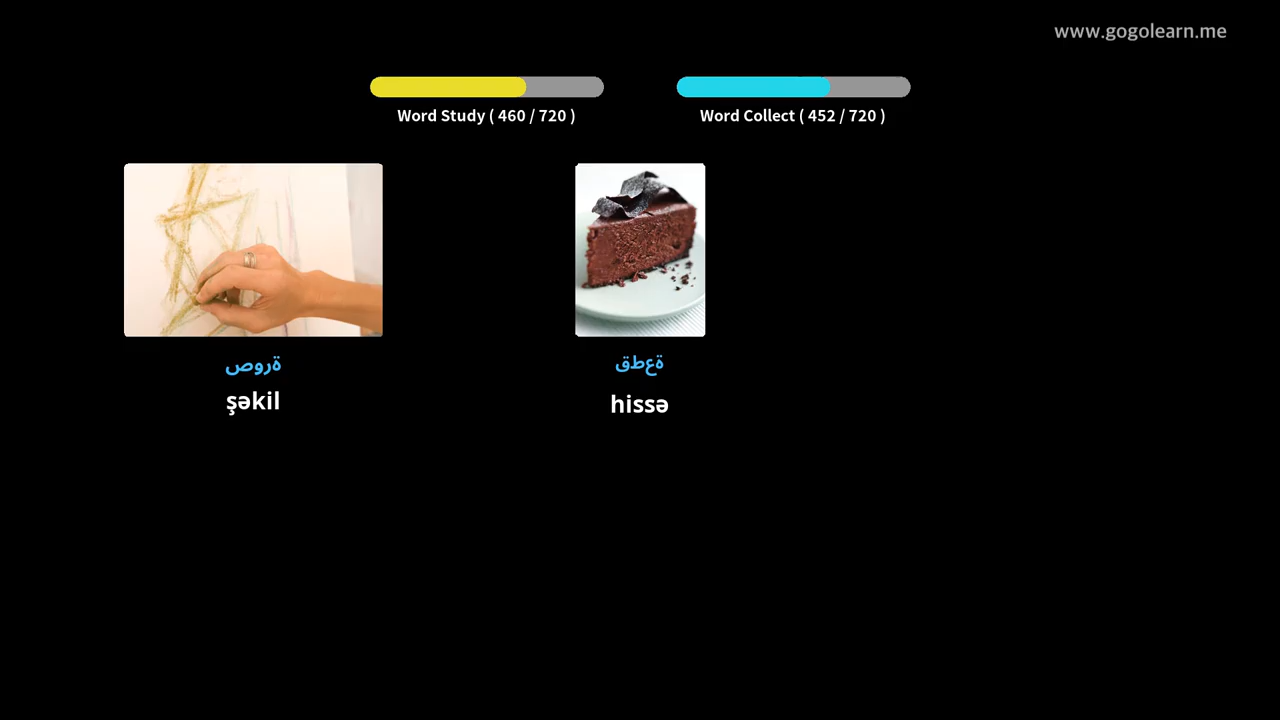 www.gogolearn.me
Word Study ( 460 / 720 )
Word Collect ( 452 / 720 )
ةروص
şəkil
ةعطق
hissə